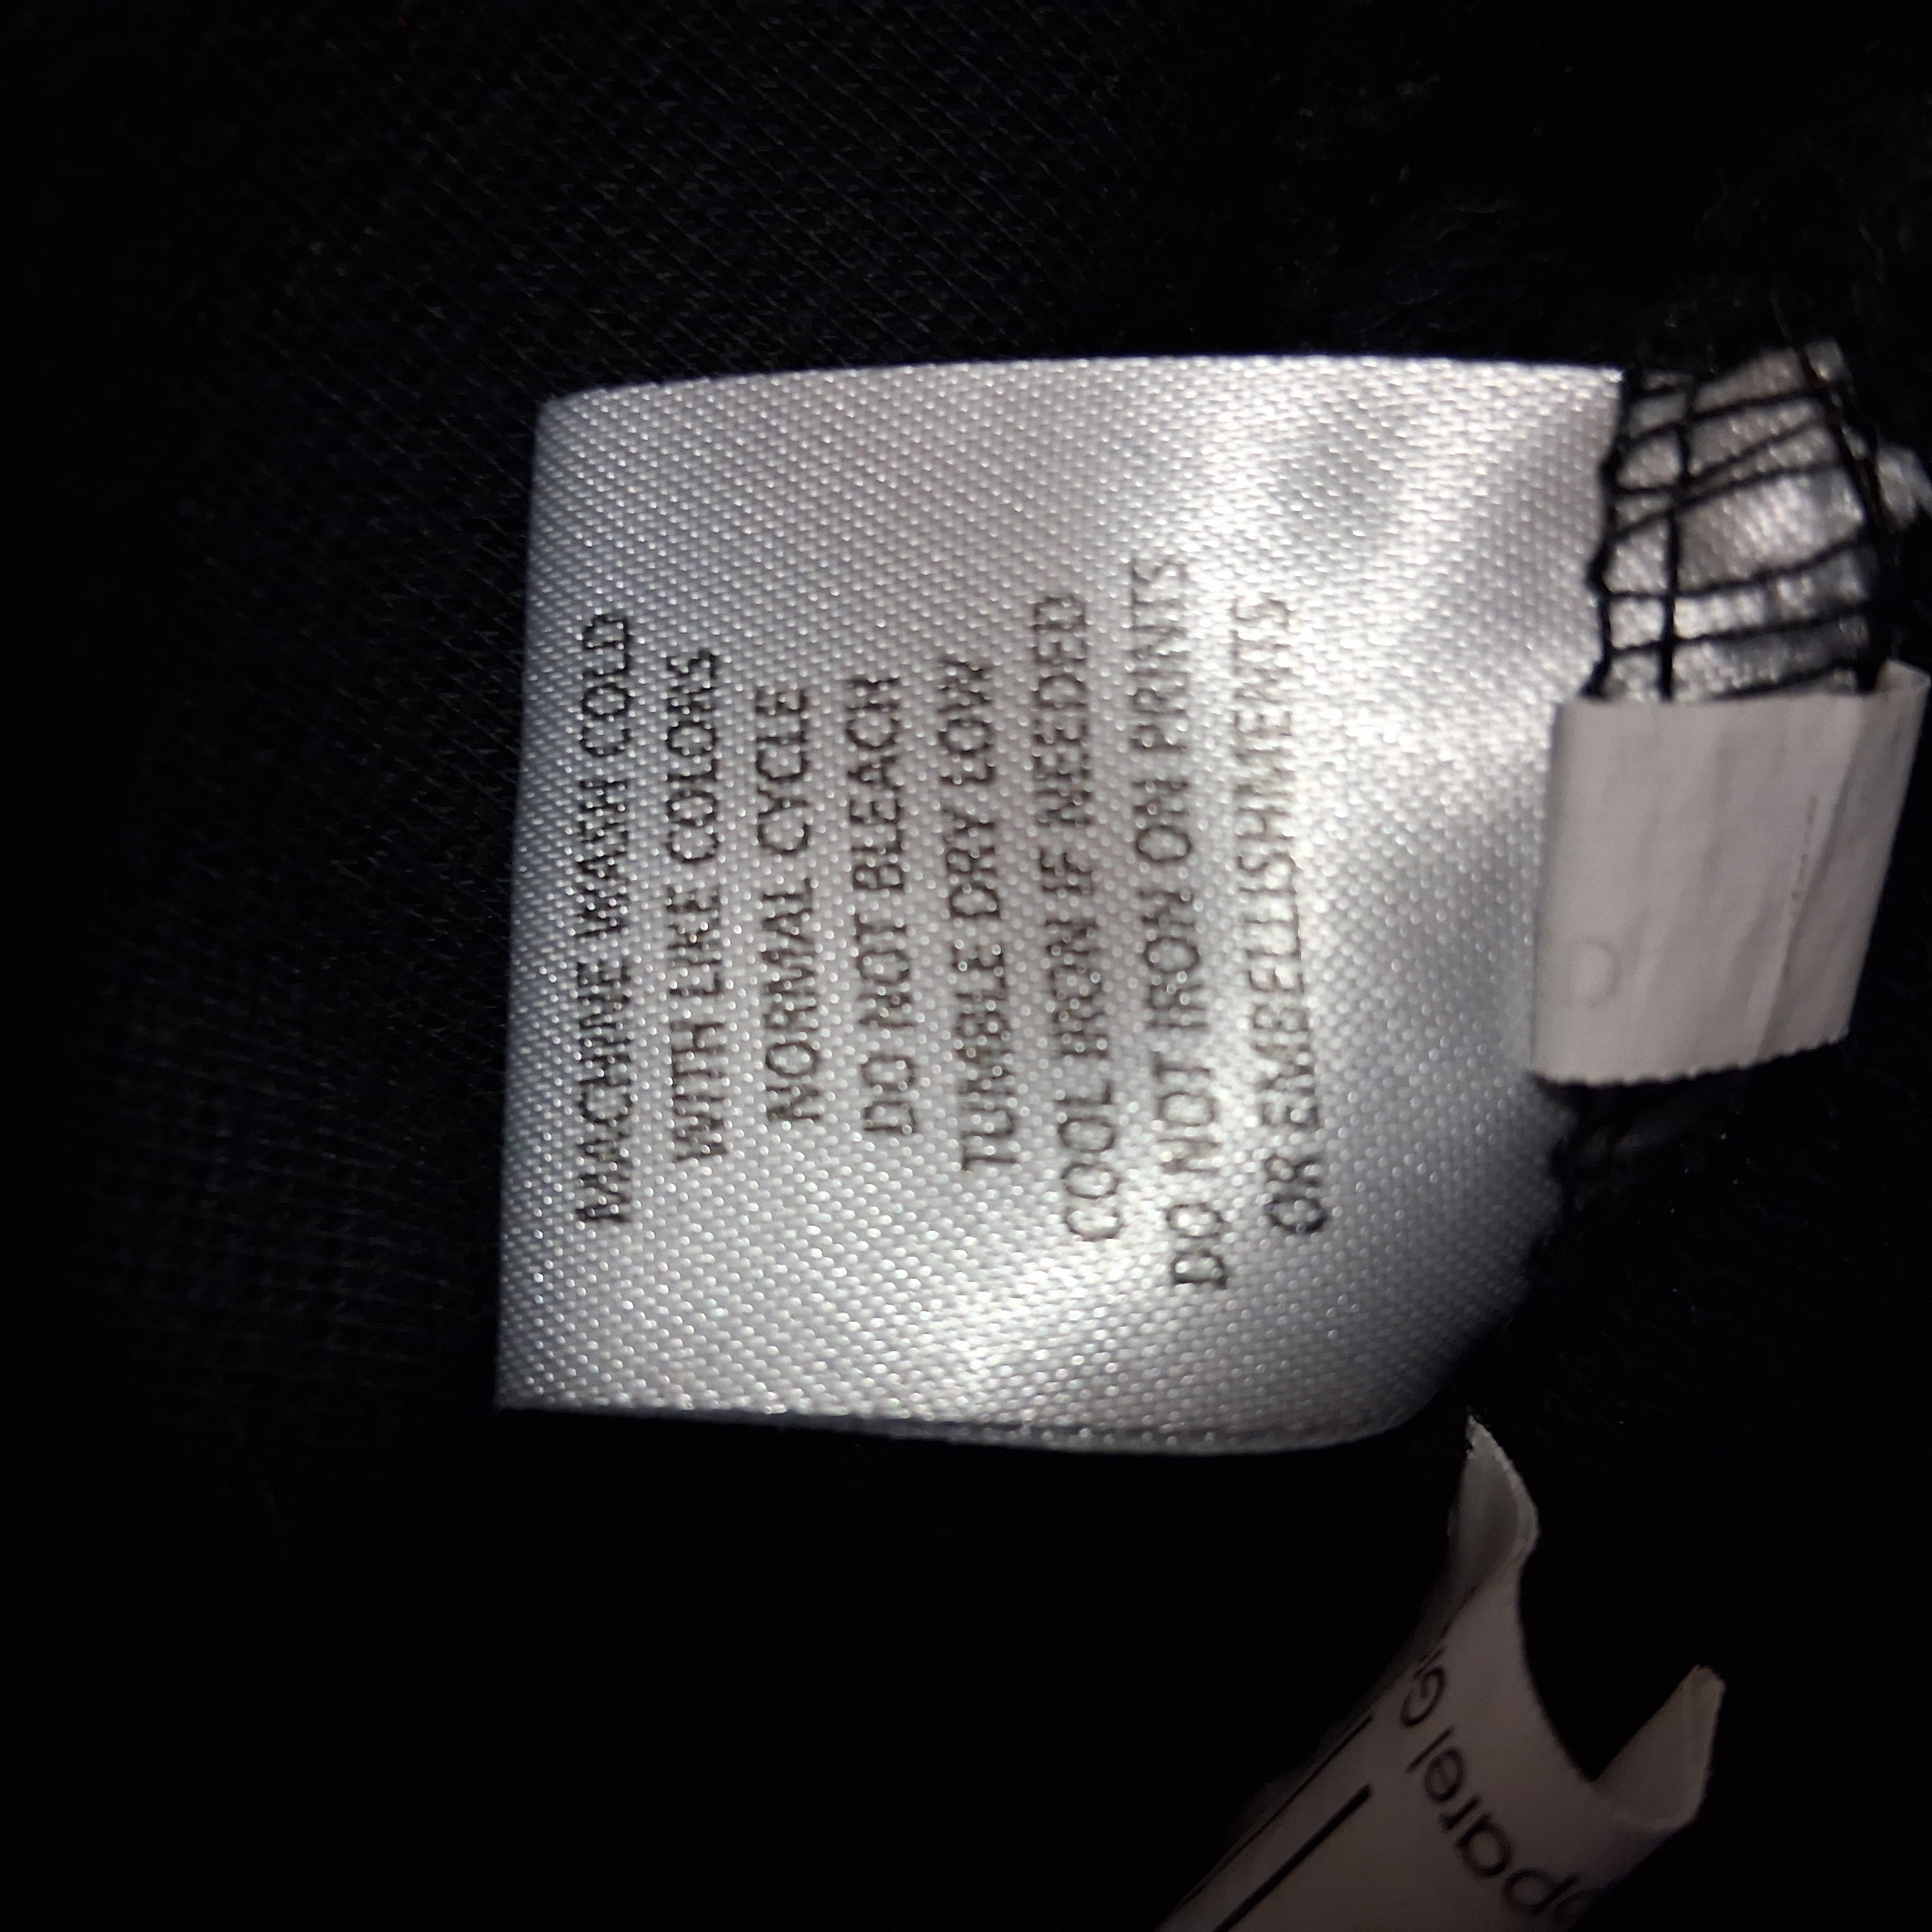 MACHINE WASH COLD
WITH LIKE COLORS
NORMAL CYCLE
DO NOT BLEACH
TUMBLE DRY LOW
COOL IRON IF NEEDED
DO NOT IRON ON PRINTS
OR EMBELLISHMENTS